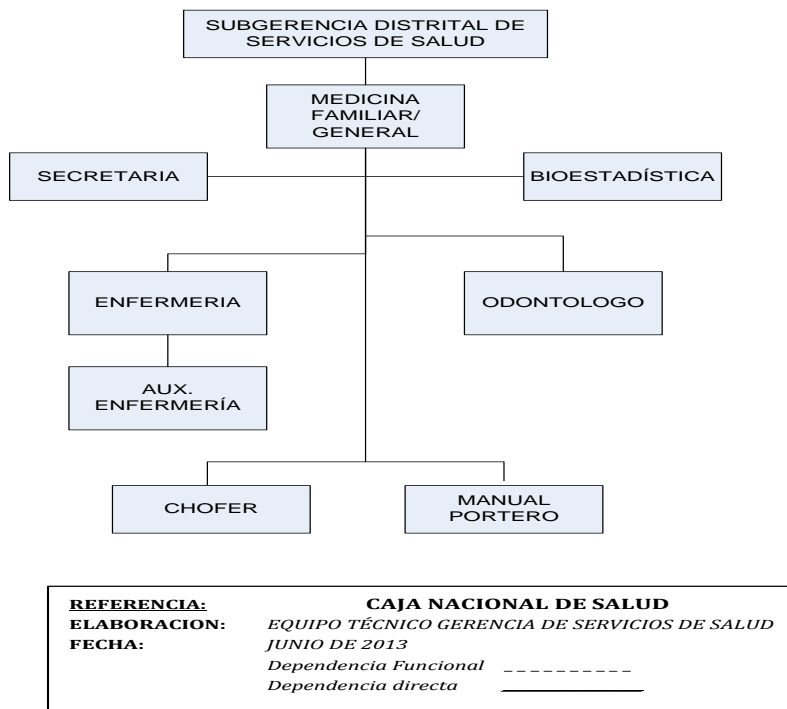 SUBGERENCIA DISTRITAL DE
SERVICIOS DE SALUD
MEDICINA
FAMILIAR/
GENERAL
SECRETARIA
BIOESTADÍSTICA
ENFERMERIA
ODONTOLOGO
AUX.
ENFERMERÍA
CHOFER
MANUAL
PORTERO
REFERENCIA: CAJA NACIONAL DE SALUD
ELABORACION: EQUIPO TÉCNICO GERENCIA DE SERVICIOS DE SALUD
FECHA: JUNIO DE 2013
Dependencia Funcional _ _ _ _ _ _ _ _ _ _
Dependencia directa ______________